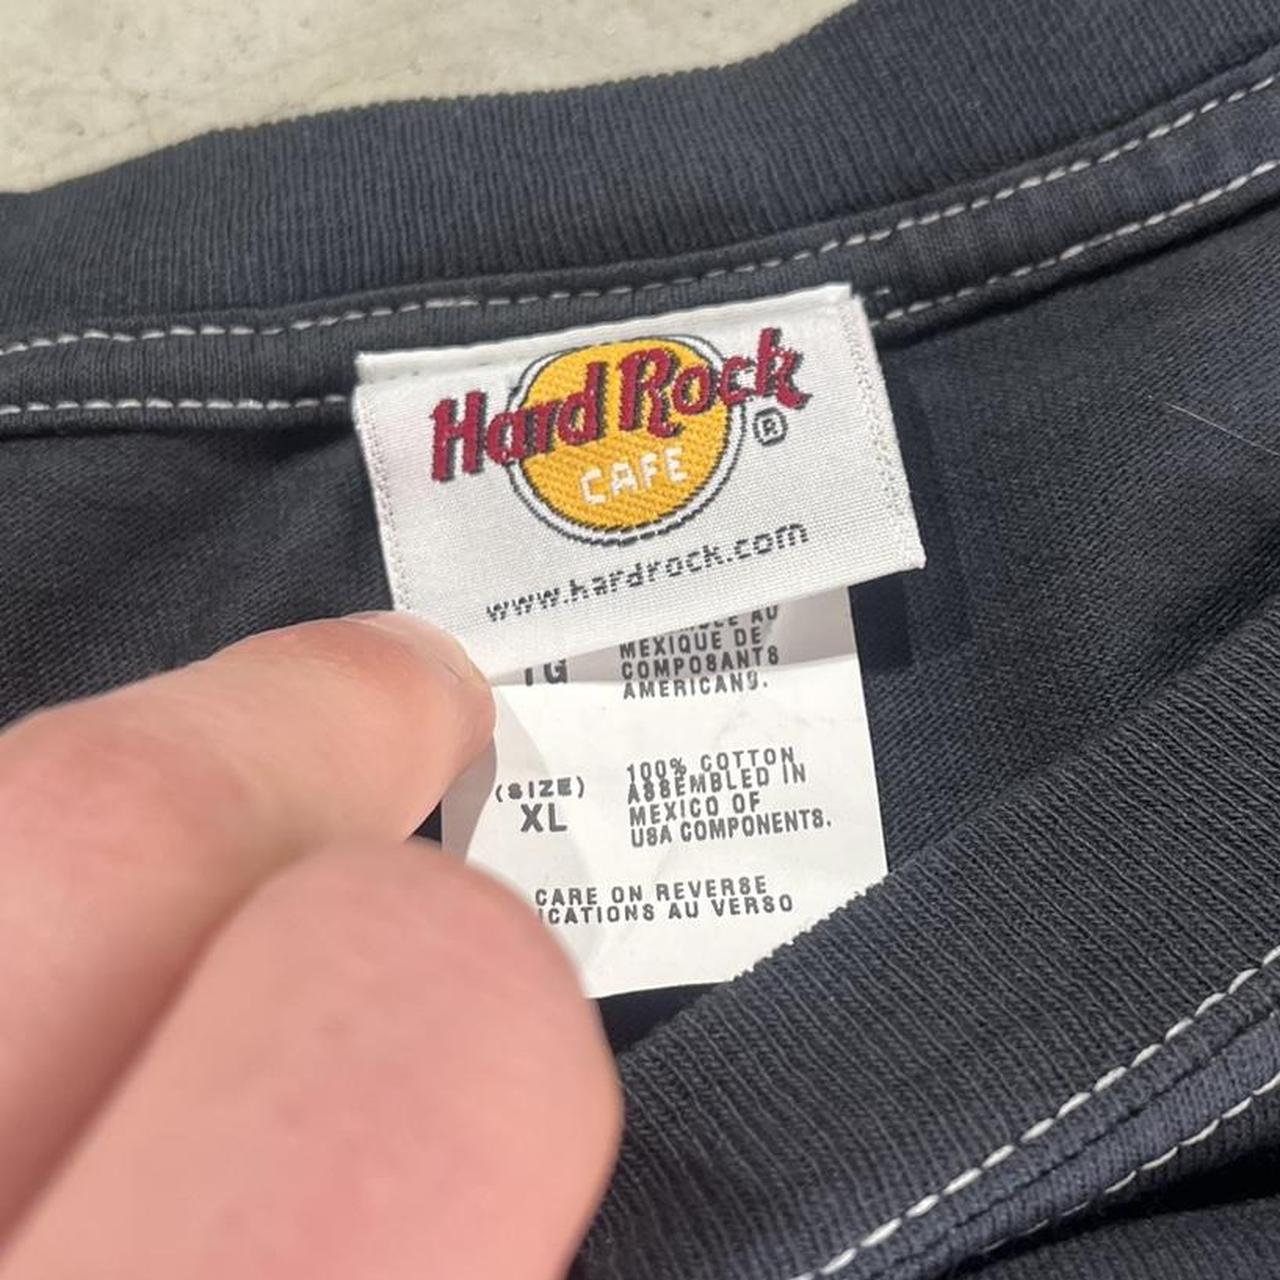 Hard Rock
CAFE
®
www.hardrock.com
AU
MEXIQUE DE
TG
COMPOSANTS
AMERICANS.
100% COTTON
(SIZE)
ASSEMBLED IN
XL
MEXICO OF
USA COMPONENTS.
CARE ON REVERSE
ICATIONS AU VERSO